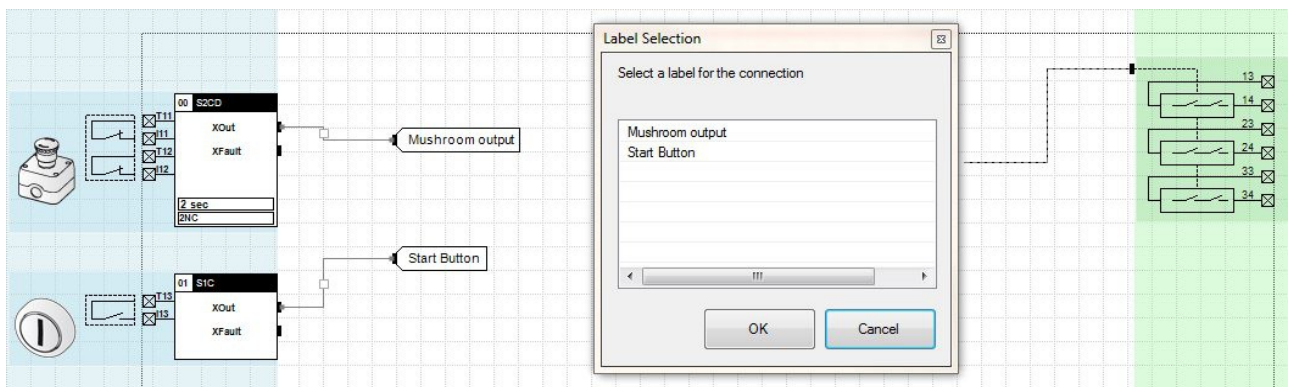 Label Selection
Select a label for the connection
Mushroom output
Start Button
OK
Cancel
00 S2CD
T11
I11
T12
I12
XOut
XFault
2 sec
2NC
Mushroom output
01 S1C
T13
I13
XOut
XFault
Start Button
13
14
23
24
33
34